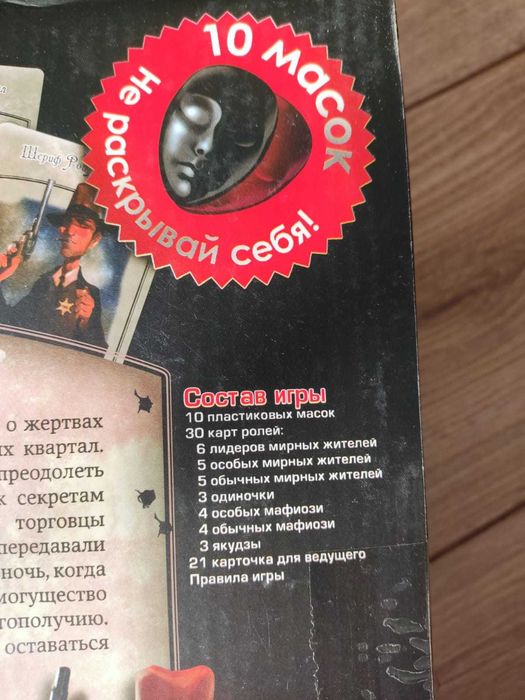 10 масок
Не раскрывай себя!
Шериф
Состав игры
10 пластиковых масок
30 карт ролей:
6 лидеров мирных жителей
5 особых мирных жителей
5 обычных мирных жителей
3 одиночки
4 особых мафиози
4 обычных мафиози
3 якудзы
21 карточка для ведущего
Правила игры
о жертвах
квартал.
преодолеть
секретам
торговцы
передавали
ночь, когда
могущество
оставаться